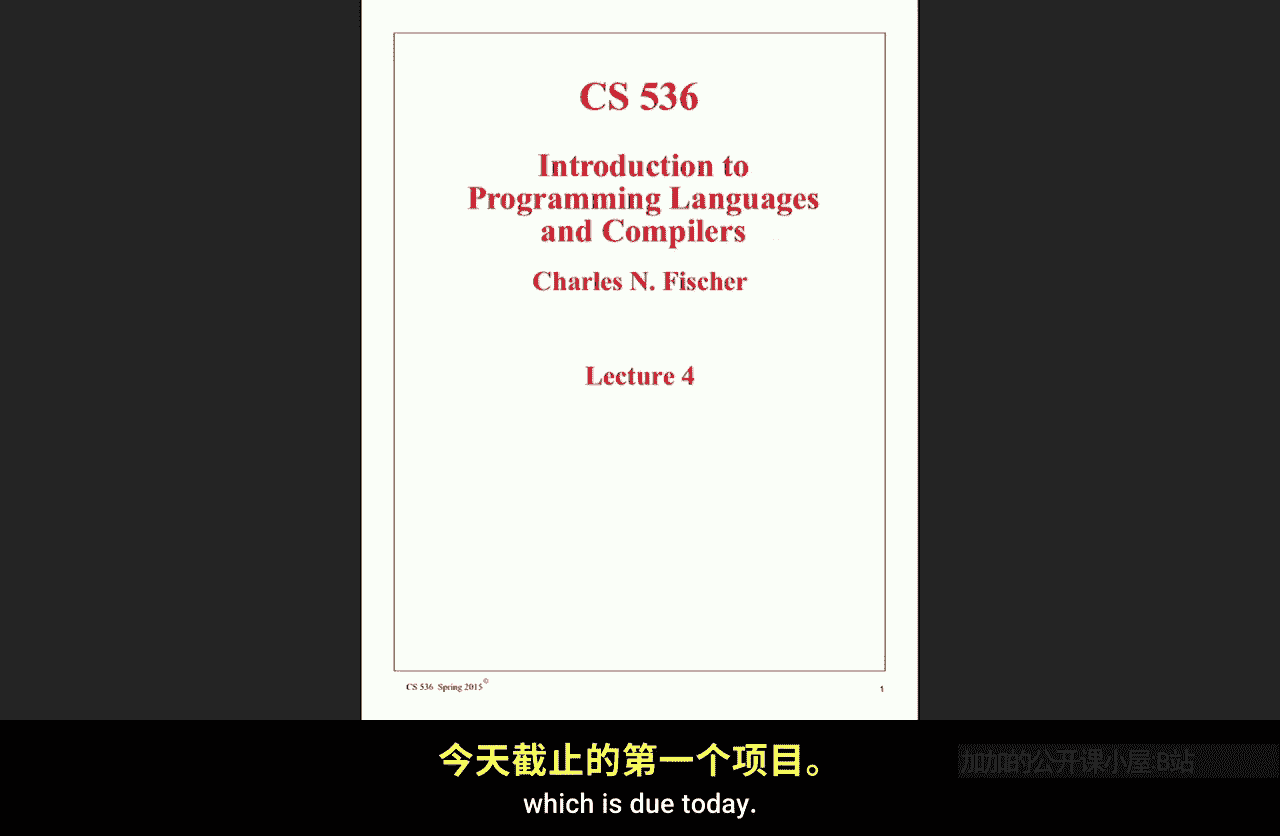 CS 536
Introduction to
Programming Languages
and Compilers
Charles N. Fischer
Lecture 4
CS 536 Spring 2015©
1
今天截止的第一个项目。
加加的公开课小屋 B站
which is due today.